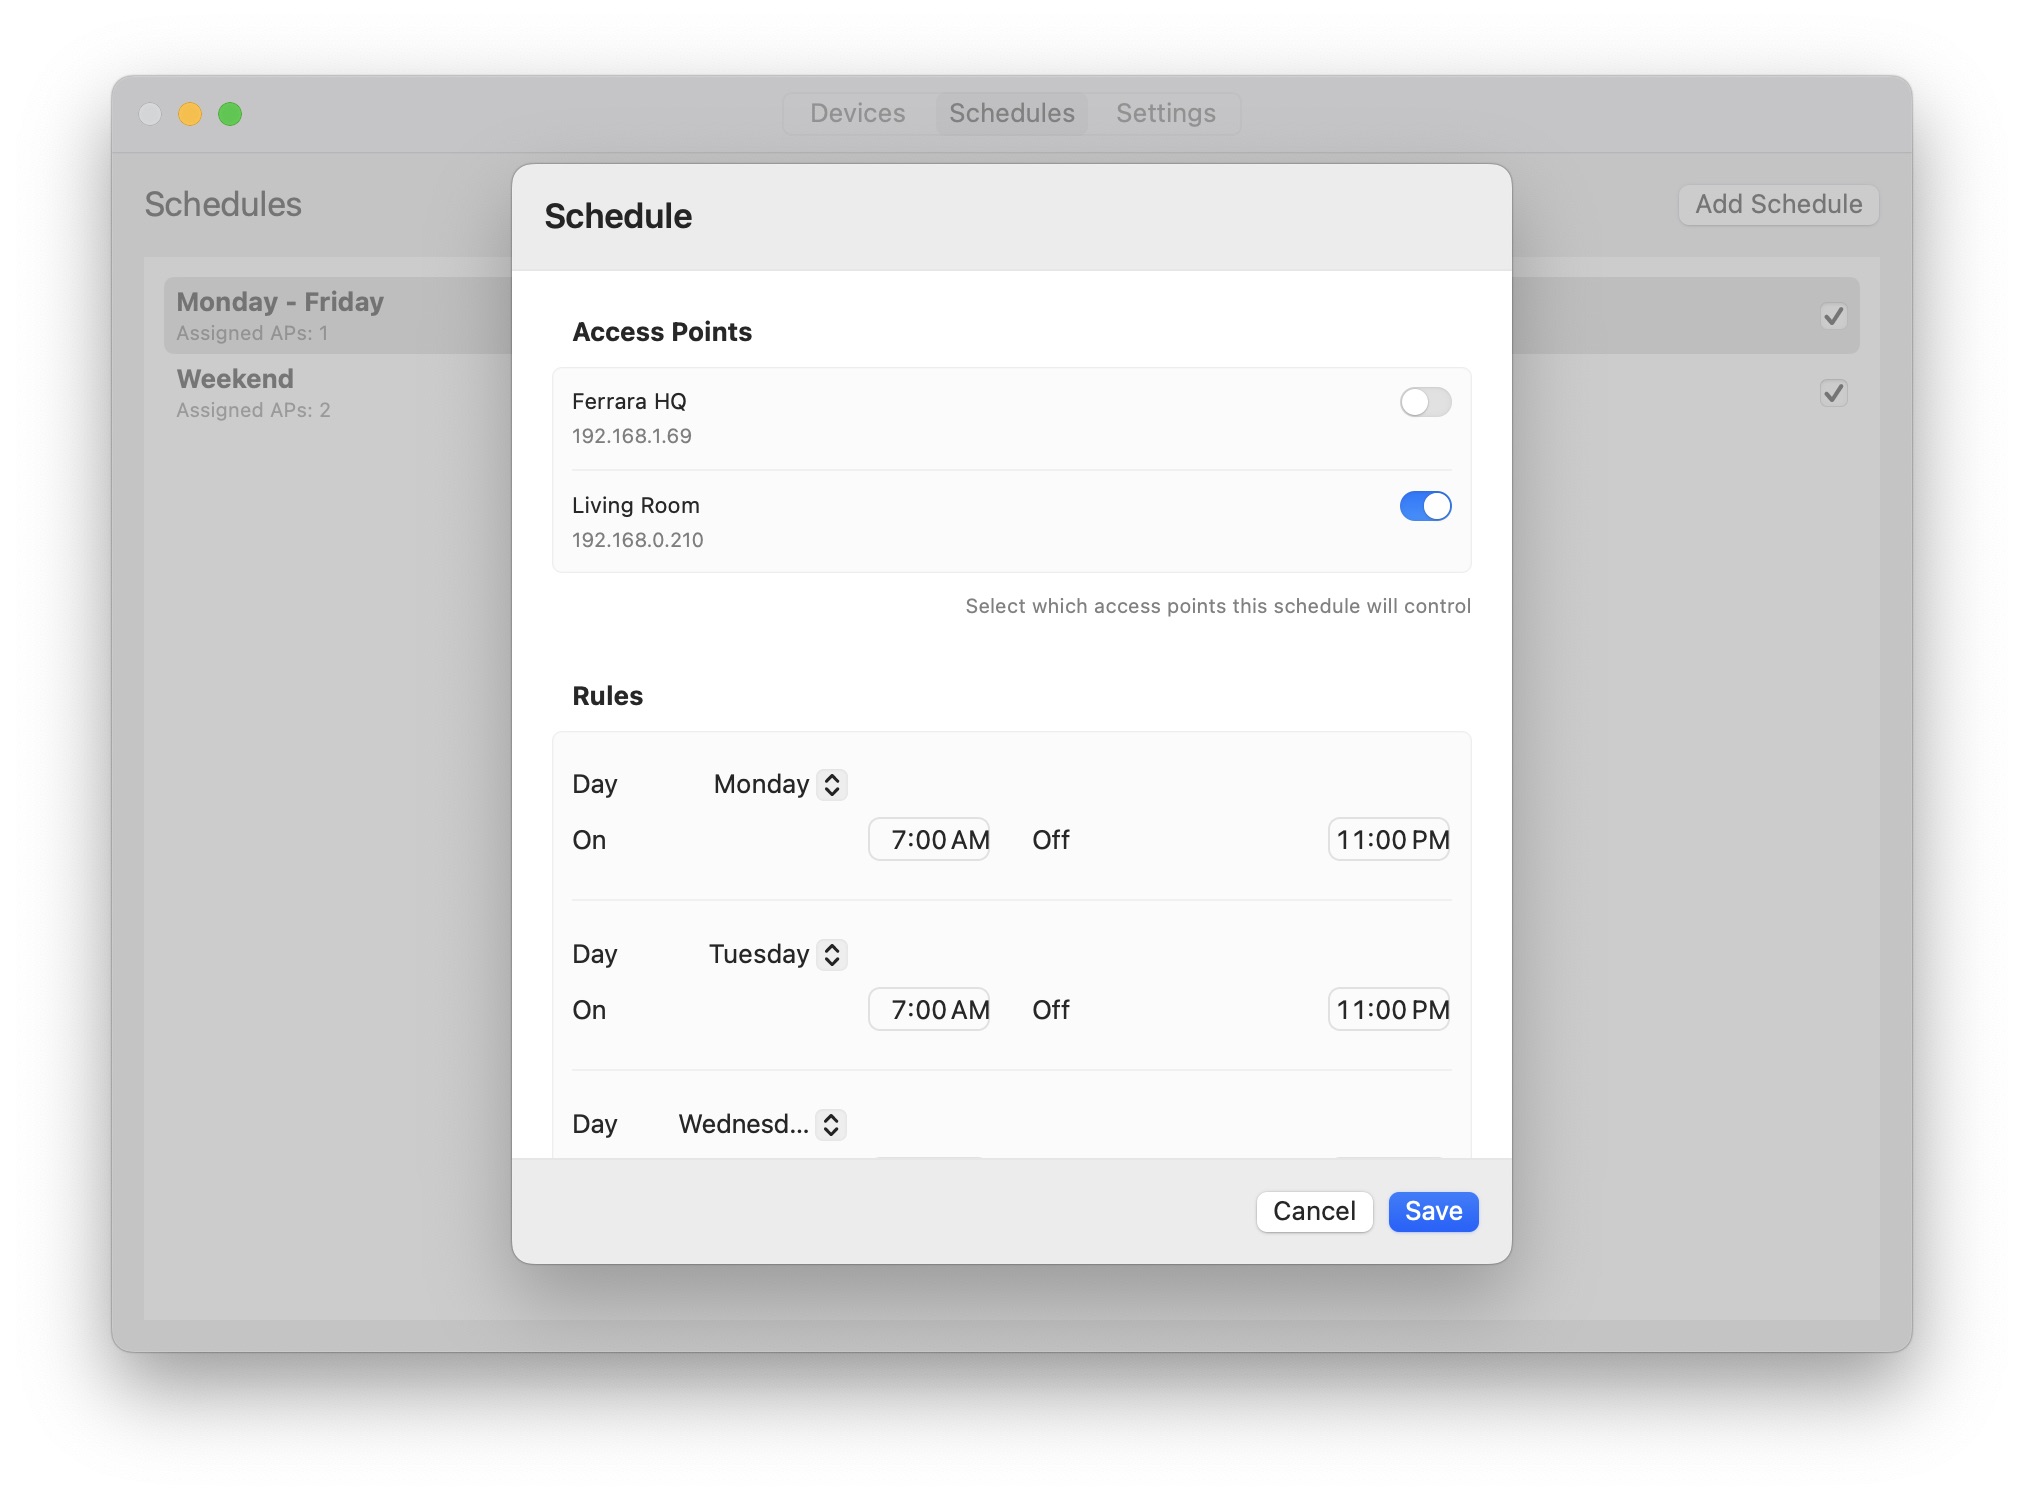 Devices Schedules Settings
Schedules
Add Schedule
Monday - Friday
Assigned APs: 1
Weekend
Assigned APs: 2
Schedule
Access Points
Ferrara HQ
192.168.1.69
Living Room
192.168.0.210
Select which access points this schedule will control
Rules
Day Monday
On 7:00 AM Off 11:00 PM
Day Tuesday
On 7:00 AM Off 11:00 PM
Day Wednesd...
Cancel Save